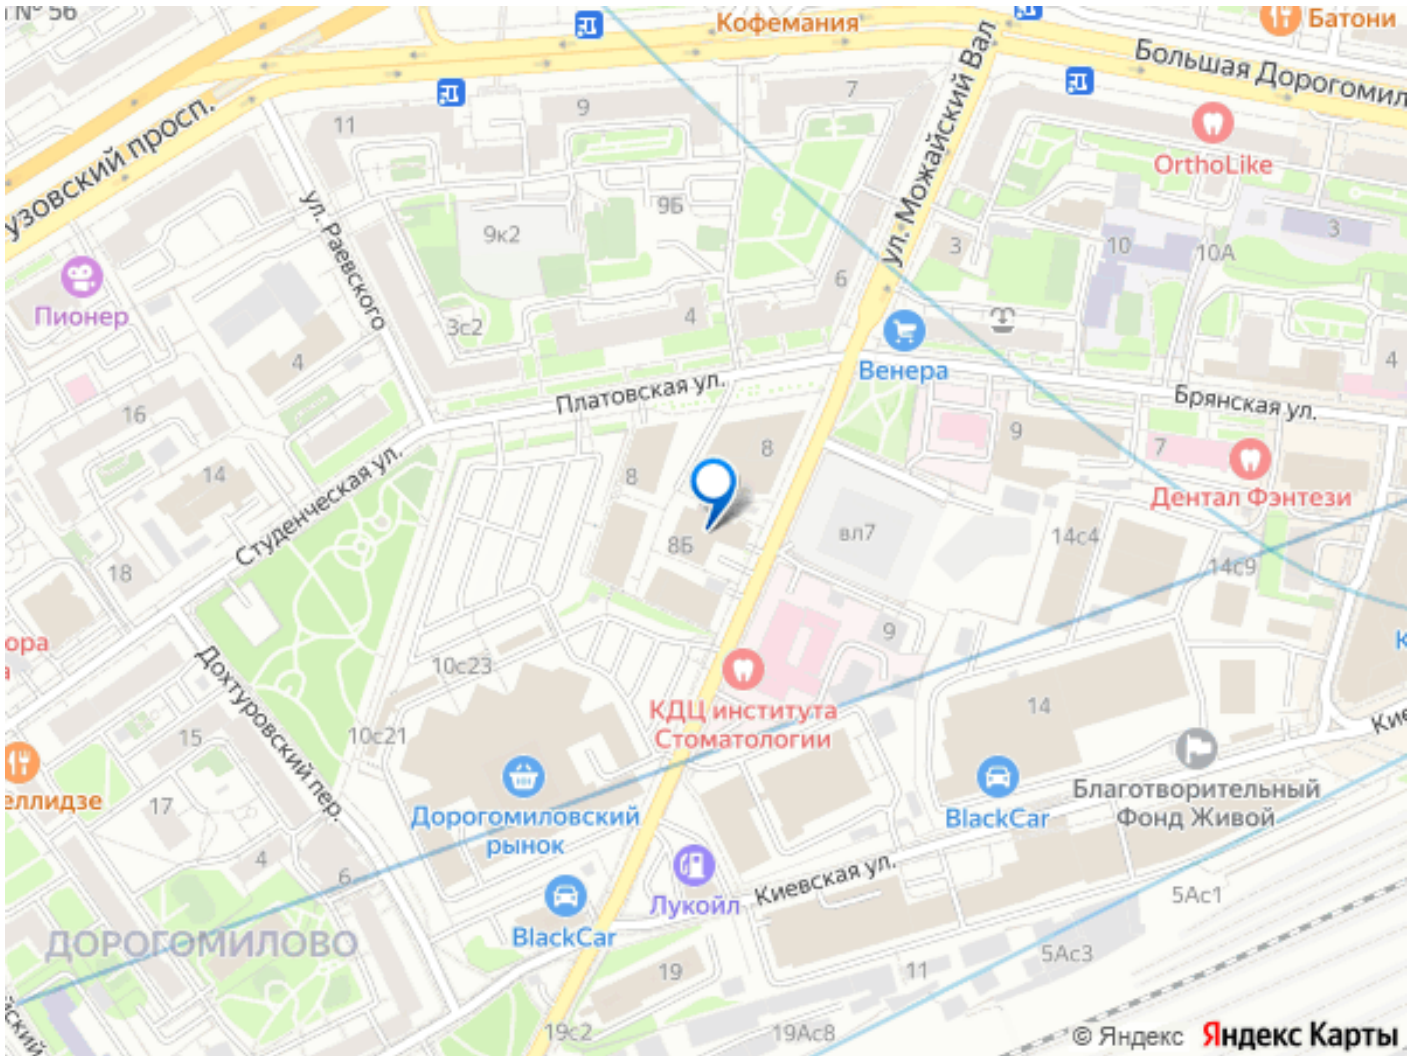 № 56
Кофемания
Батони
Большая Дорогомил
узовский просп.
ул. Можайский Вал
11
9
7
OrthoLike
ул. Раевского
9Б
9к2
3
10
10А
3
Пионер
6
3с2
4
4
Венера
4
16
Платовская ул.
Брянская ул.
9
7
8
14
8
Студенческая ул.
Дентал Фэнтези
8Б
вл7
14с4
14с9
18
ора
а
9
10с23
К
Дохтуровский пер.
КДЦ института
Стоматологии
14
15
10с21
Кие
еллидзе
17
Дорогомиловский
рынок
BlackCar
Благотворительный
Фонд Живой
4
6
Киевская ул.
Лукойл
5Ас1
BlackCar
ДОРОГОМИЛОВО
5Ас3
19
11
йский
19с2
19Ас8
© Яндекс Яндекс Карты